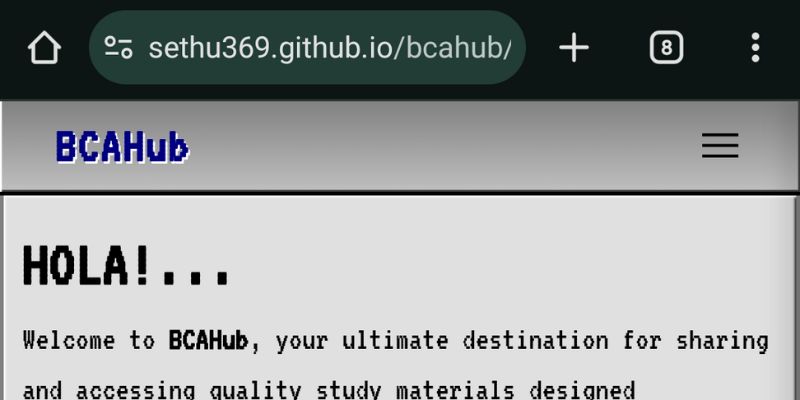 sethu369.github.io/bcahub/
8
BCAHub
HOLA!...
Welcome to BCAHub, your ultimate destination for sharing
and accessing quality study materials designed